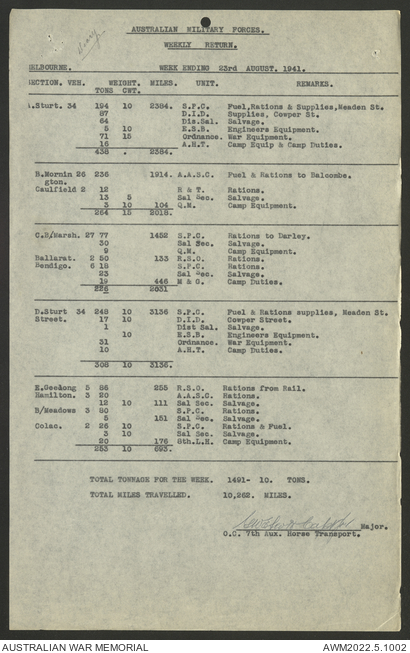 Diary
AUSTRALIAN MILITARY FORCES.
WEEKLY RETURN.
ELBOURNE. WEEK ENDING 23rd AUGUST. 1941.
SECTION. VEH. WEIGHT. MILES. UNIT. REMARKS.
TONS CWT.
A.Sturt. 34 194 10 2384. S.P.C. Fuel,Rations & Supplies,Meaden St.
87 D.I.D. Supplies, Cowper St.
64 Dis.Sal. Salvage.
5 10 E.S.B. Engineers Equipment.
71 15 Ordnance. War Equipment.
16 A.H.T. Camp Equip & Camp Duties.
438 . 2384.
B.Mornin 26 236 1914. A.A.S.C. Fuel & Rations to Balcombe.
gton.
Caulfield 2 12 R & T. Rations.
13 5 Sal Sec. Salvage.
3 10 104 Q.M. Camp Equipment.
264 15 2018.
C.B/Marsh. 27 77 1452 S.P.C. Rations to Darley.
30 Sal Sec. Salvage.
9 Q.M. Camp Equipment.
Ballarat. 2 50 133 R.S.O. Rations.
Bendigo. 6 18 S.P.C. Rations.
23 Sal Sec. Salvage.
19 446 M & G. Camp Duties.
226 2031
D.Sturt 34 248 10 3136 S.P.C. Fuel & Rations supplies, Meaden St.
Street. 17 10 D.I.D. Cowper Street.
1 Dist Sal. Salvage.
10 E.S.B. Engineers Equipment.
31 Ordnance. War Equipment.
10 A.H.T. Camp Duties.
308 10 3136.
E.Geelong 5 86 255 R.S.O. Rations from Rail.
Hamilton. 3 20 A.A.S.C. Rations.
12 10 111 Sal Sec. Salvage.
B/Meadows 3 80 S.P.C. Rations.
5 151 Sal Sec. Salvage.
Colac. 2 26 10 S.P.C. Rations & Fuel.
3 10 Sal Sec. Salvage.
20 176 8th.L.H. Camp Equipment.
253 10 693.
TOTAL TONNAGE FOR THE WEEK. 1491- 10. TONS.
TOTAL MILES TRAVELLED. 10,262. MILES.
Major.
O.C. 7th Aux. Horse Transport.
AUSTRALIAN WAR MEMORIAL AWM2022.5.1002